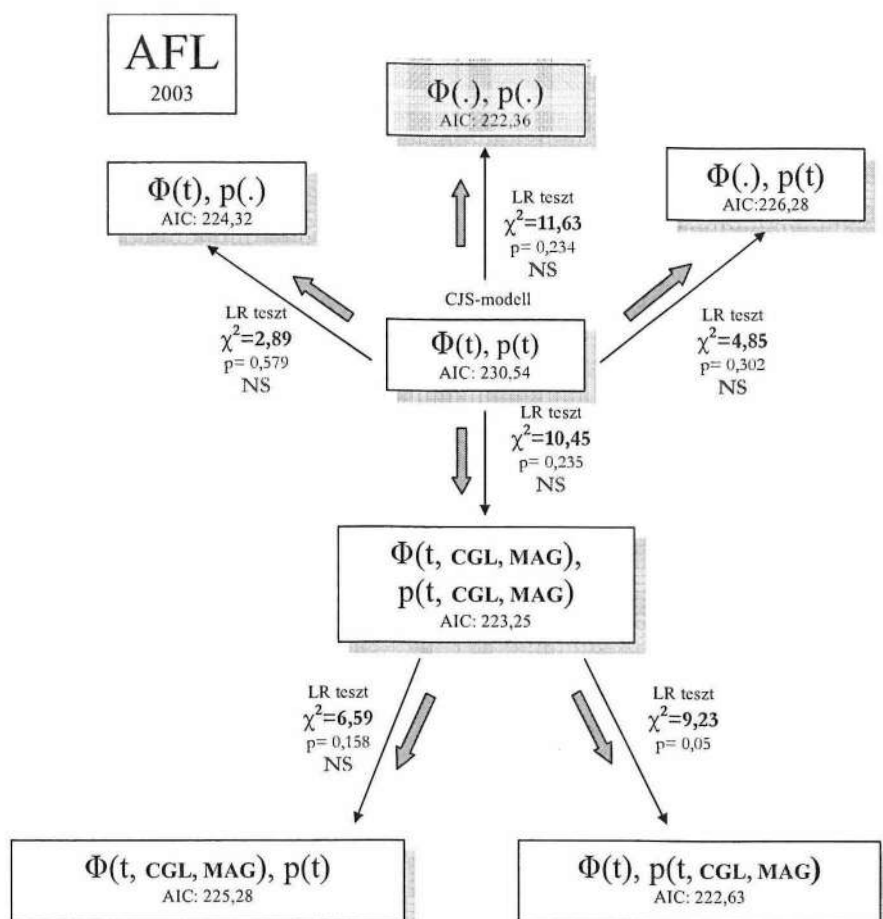 AFL
2003
Φ(.), p(.)
AIC: 222,36
Φ(t), p(.)
AIC: 224,32
Φ(.), p(t)
AIC:226,28
LR teszt
χ²=11,63
p= 0,234
NS
CJS-modell
LR teszt
χ²=2,89
p= 0,579
NS
Φ(t), p(t)
AIC: 230,54
LR teszt
χ²=4,85
p= 0,302
NS
LR teszt
χ²=10,45
p= 0,235
NS
Φ(t, CGL, MAG),
p(t, CGL, MAG)
AIC: 223,25
LR teszt
χ²=6,59
p= 0,158
NS
LR teszt
χ²=9,23
p= 0,05
Φ(t, CGL, MAG), p(t)
AIC: 225,28
Φ(t), p(t, CGL, MAG)
AIC: 222,63